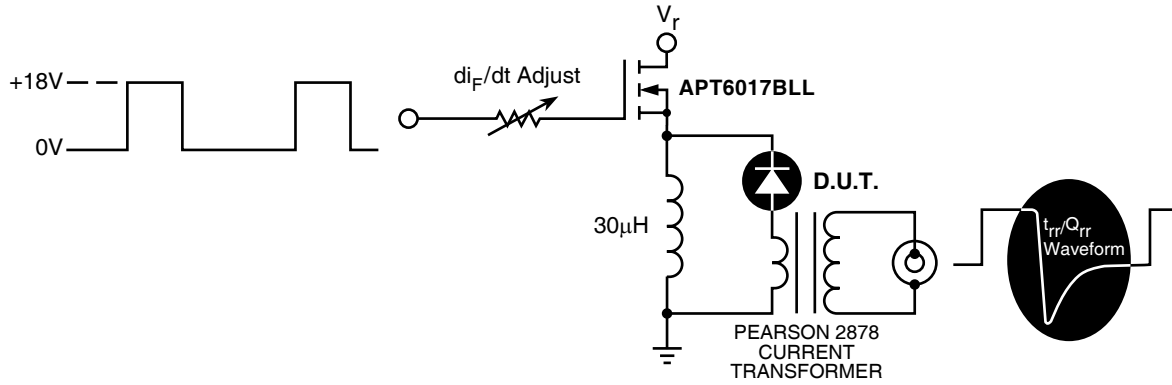 V_r
+18V
di_F/dt Adjust
APT6017BLL
0V
D.U.T.
30μH
t_rr/Q_rr
Waveform
PEARSON 2878
CURRENT
TRANSFORMER